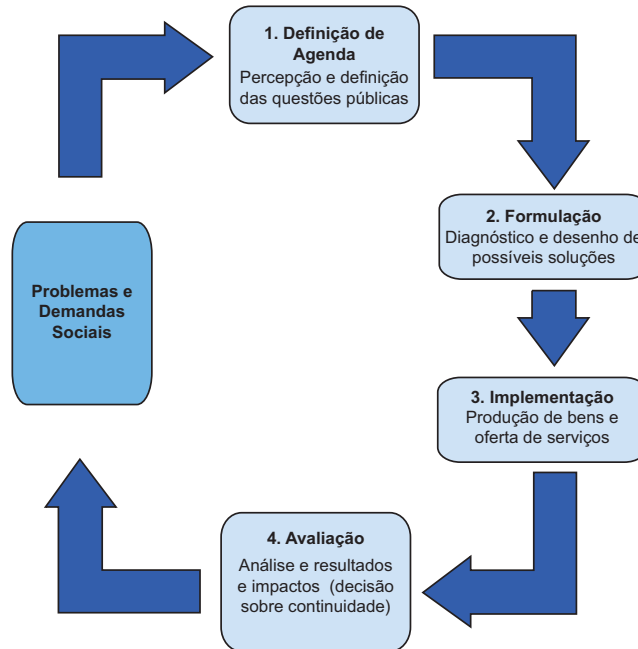 1. Definição de
Agenda
Percepção e definição
das questões públicas
2. Formulação
Diagnóstico e desenho de
possíveis soluções
Problemas e
Demandas
Sociais
3. Implementação
Produção de bens e
oferta de serviços
4. Avaliação
Análise e resultados
e impactos (decisão
sobre continuidade)